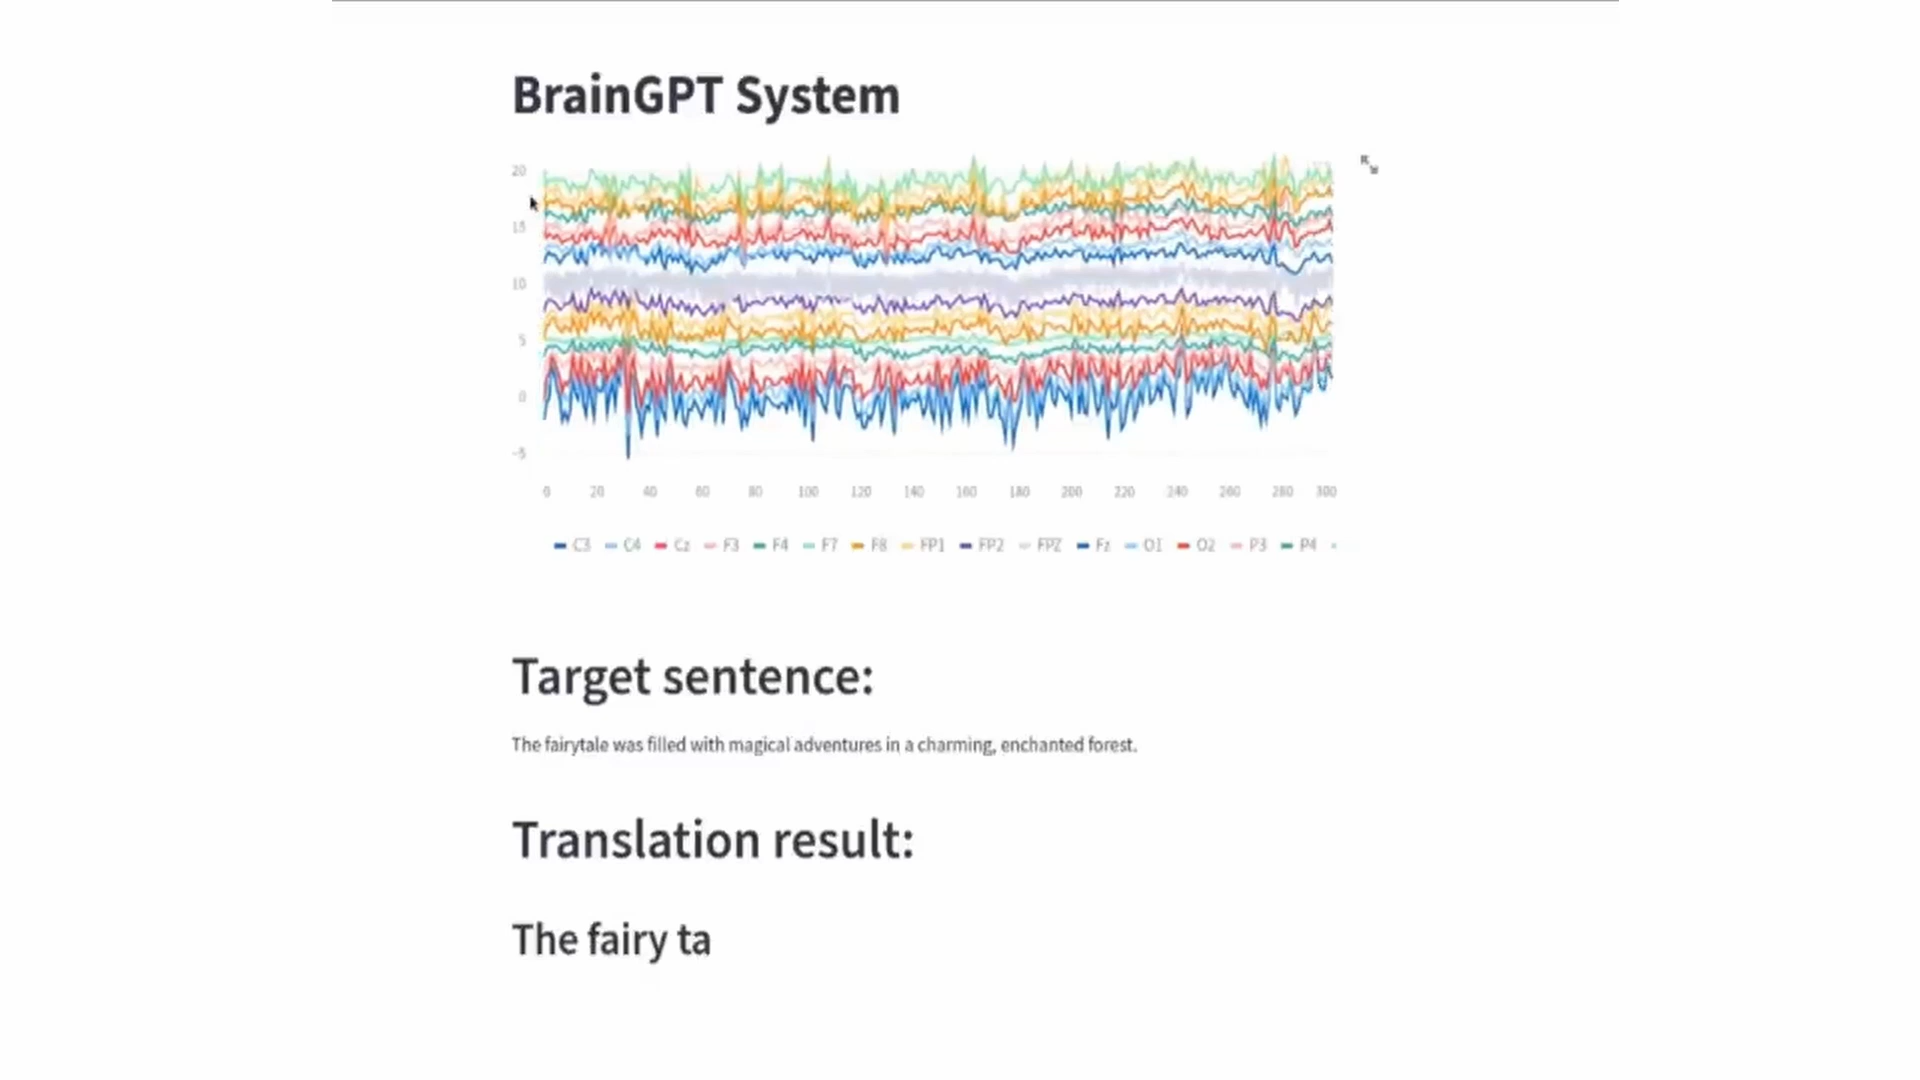 BrainGPT System
20
15
10
5
0
-5
0 20 40 60 80 100 120 140 160 180 200 220 240 260 280 300
C3 C4 Cz F3 F4 F7 F8 FP1 FP2 FPZ Fz O1 O2 P3 P4
Target sentence:
The fairytale was filled with magical adventures in a charming, enchanted forest.
Translation result:
The fairy ta